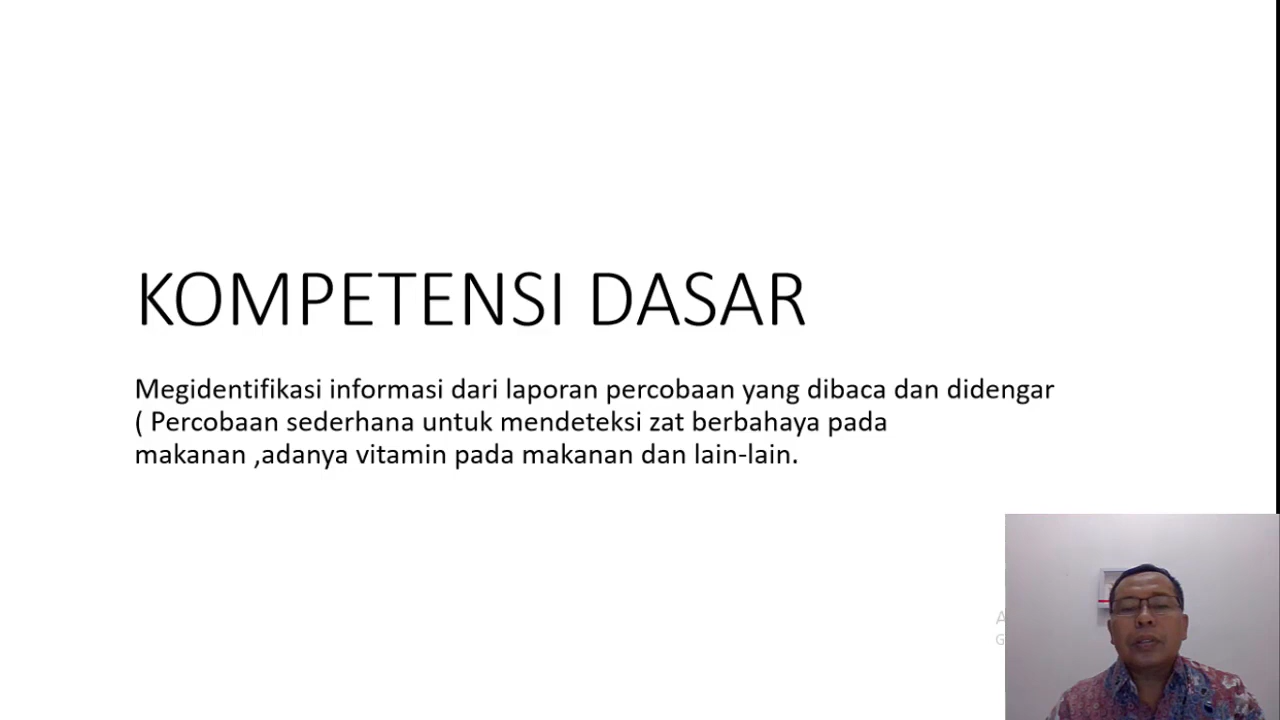 KOMPETENSI DASAR
Megidentifikasi informasi dari laporan percobaan yang dibaca dan didengar
( Percobaan sederhana untuk mendeteksi zat berbahaya pada
makanan ,adanya vitamin pada makanan dan lain-lain.